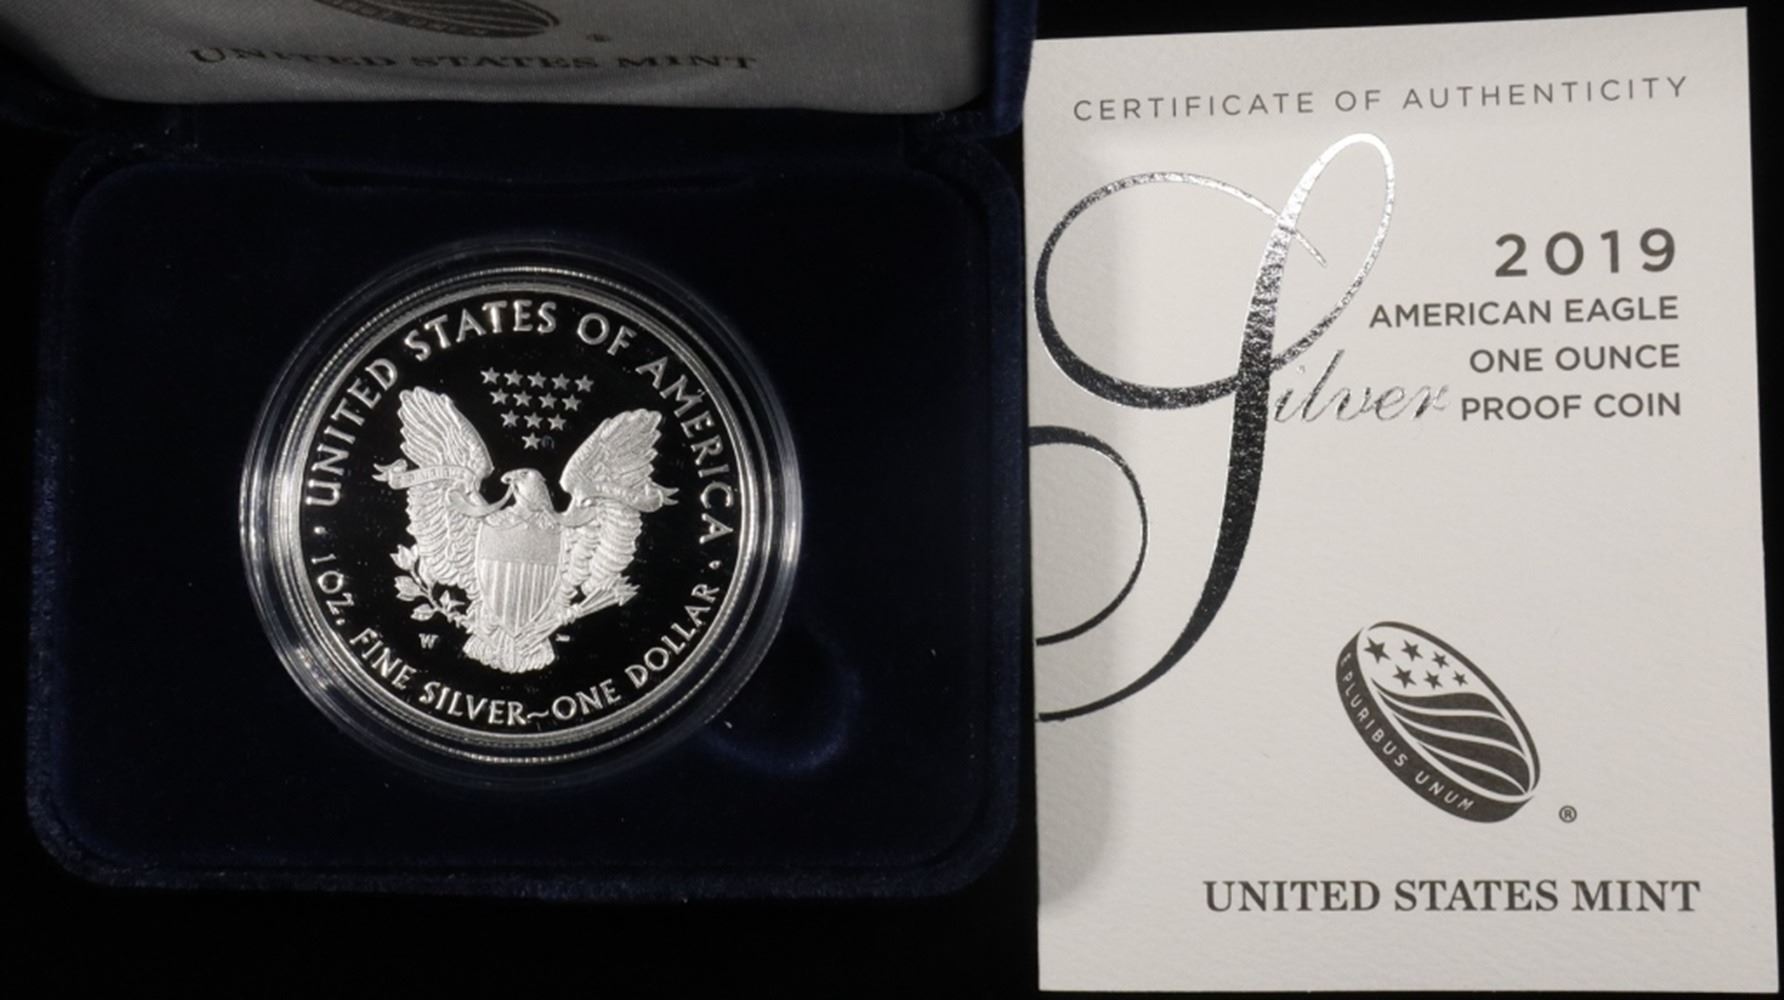 UNITED STATES MINT
UNITED STATES OF AMERICA
1 OZ. FINE SILVER~ONE DOLLAR
W
CERTIFICATE OF AUTHENTICITY
2019
AMERICAN EAGLE
ONE OUNCE
Silver PROOF COIN
E PLURIBUS UNUM
®
UNITED STATES MINT